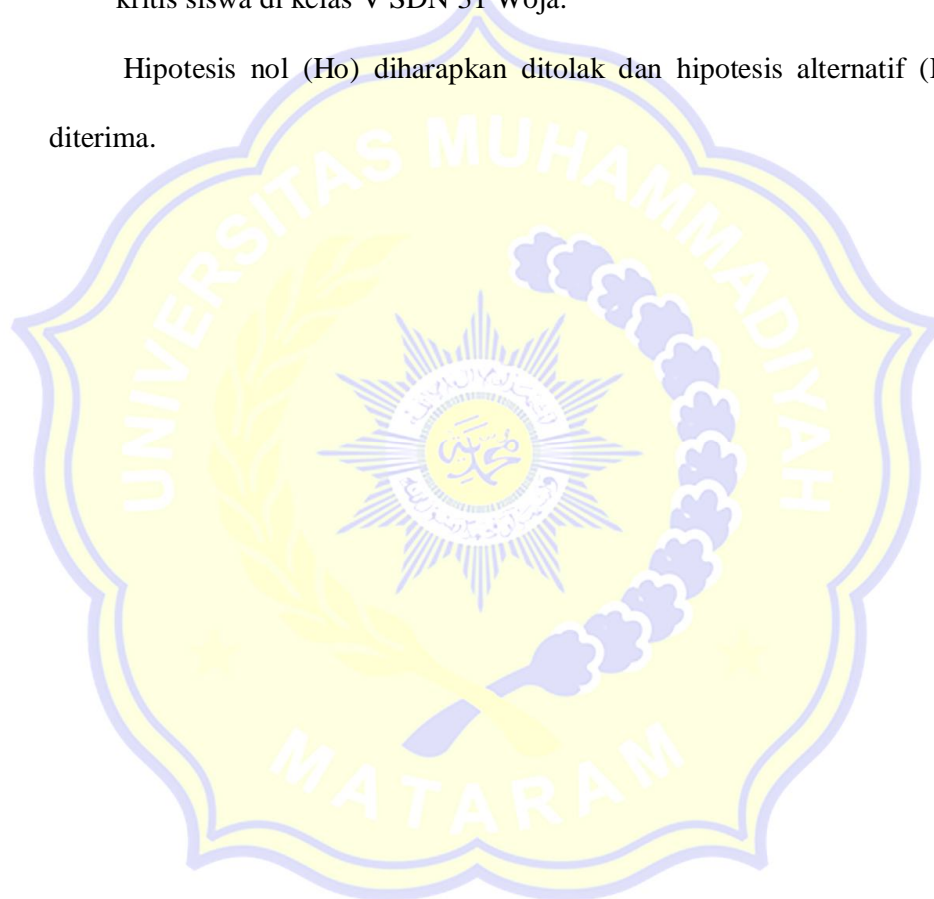 kritis siswa di kelas V SDN 31 Woja.
Hipotesis nol (Ho) diharapkan ditolak dan hipotesis alternatif (
diterima.
UNIVERSITAS MUHAMMADIYAH
MATARAM